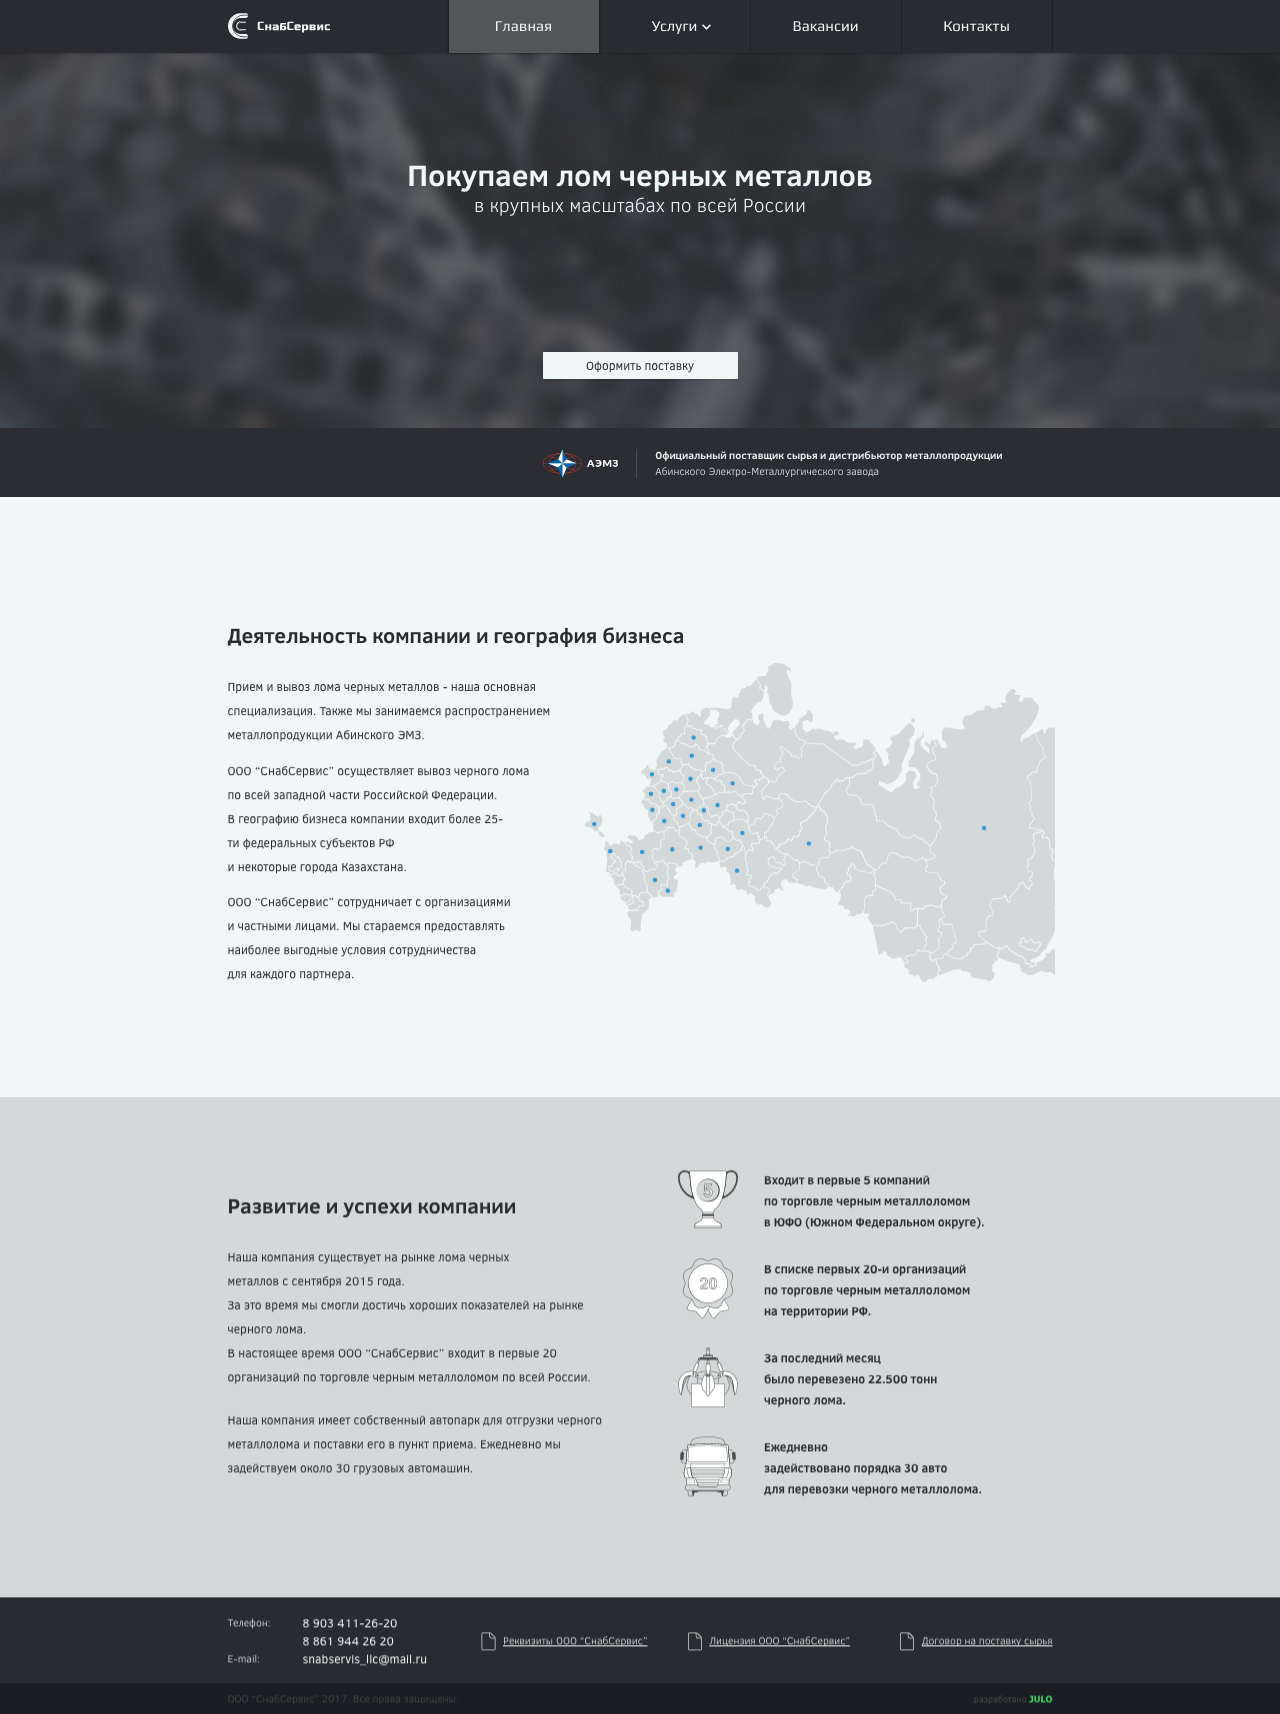 СнабСервис
Главная
Услуги
Вакансии
Контакты
Покупаем лом черных металлов
в крупных масштабах по всей России
Оформить поставку
АЭМЗ
Официальный поставщик сырья и дистрибьютор металлопродукции
Абинского Электро-Металлургического завода
Деятельность компании и география бизнеса
Прием и вывоз лома черных металлов - наша основная
специализация. Также мы занимаемся распространением
металлопродукции Абинского ЭМЗ.
ООО “СнабСервис” осуществляет вывоз черного лома
по всей западной части Российской Федерации.
В географию бизнеса компании входит более 25-
ти федеральных субъектов РФ
и некоторые города Казахстана.
ООО “СнабСервис” сотрудничает с организациями
и частными лицами. Мы стараемся предоставлять
наиболее выгодные условия сотрудничества
для каждого партнера.
Развитие и успехи компании
Наша компания существует на рынке лома черных
металлов с сентября 2015 года.
За это время мы смогли достичь хороших показателей на рынке
черного лома.
В настоящее время ООО “СнабСервис” входит в первые 20
организаций по торговле черным металлоломом по всей России.
Наша компания имеет собственный автопарк для отгрузки черного
металлолома и поставки его в пункт приема. Ежедневно мы
задействуем около 30 грузовых автомашин.
5
Входит в первые 5 компаний
по торговле черным металлоломом
в ЮФО (Южном Федеральном округе).
20
В списке первых 20-и организаций
по торговле черным металлоломом
на территории РФ.
За последний месяц
было перевезено 22.500 тонн
черного лома.
Ежедневно
задействовано порядка 30 авто
для перевозки черного металлолома.
Телефон:
8 903 411-26-20
8 861 944 26 20
E-mail:
snabservis_llc@mail.ru
Реквизиты ООО “СнабСервис”
Лицензия ООО “СнабСервис”
Договор на поставку сырья
ООО “СнабСервис” 2017. Все права защищены.
разработано JULO